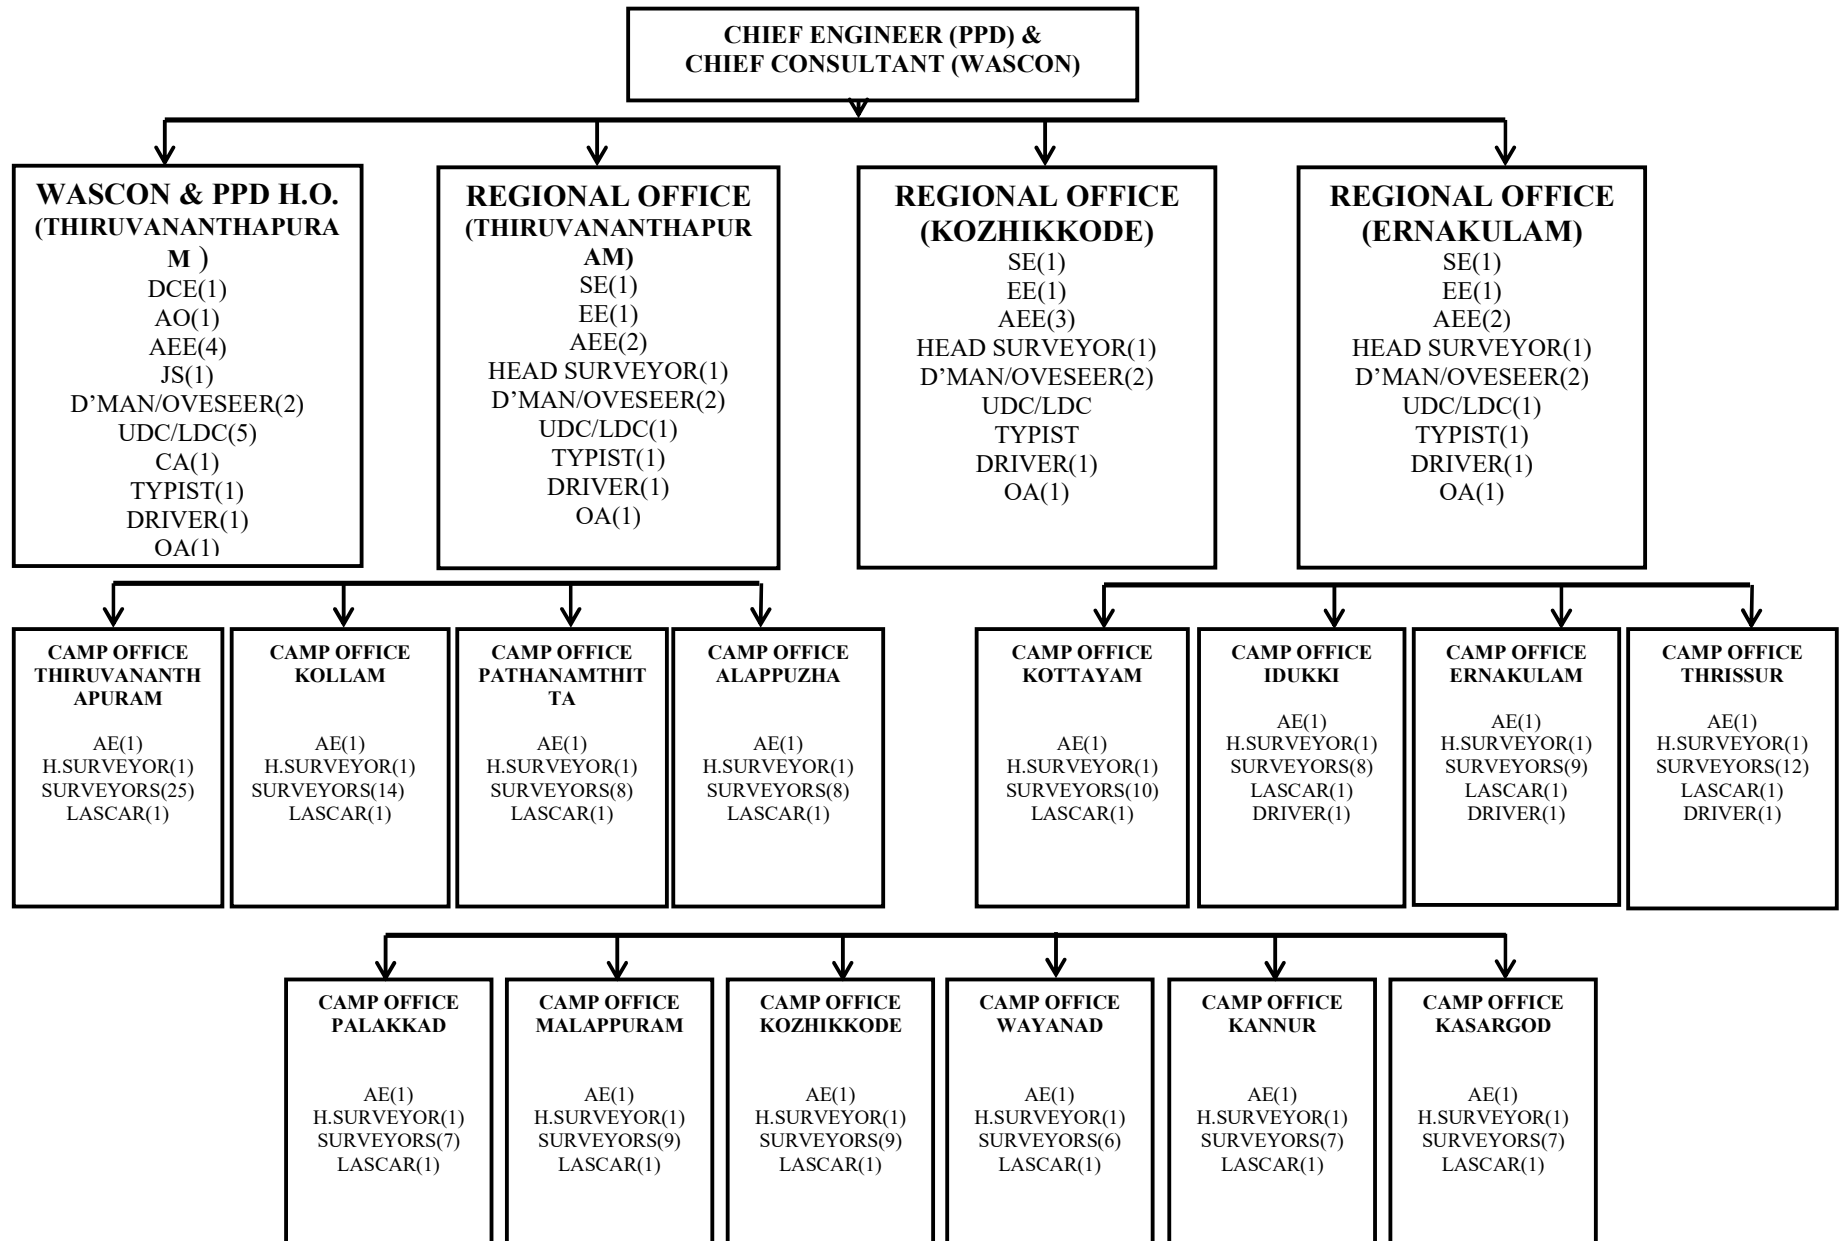 CHIEF ENGINEER (PPD) &
CHIEF CONSULTANT (WASCON)
WASCON & PPD H.O.
(THIRUVANANTHAPURA
M )
DCE(1)
AO(1)
AEE(4)
JS(1)
D’MAN/OVESEER(2)
UDC/LDC(5)
CA(1)
TYPIST(1)
DRIVER(1)
OA(1)
REGIONAL OFFICE
(THIRUVANANTHAPUR
AM)
SE(1)
EE(1)
AEE(2)
HEAD SURVEYOR(1)
D’MAN/OVESEER(2)
UDC/LDC(1)
TYPIST(1)
DRIVER(1)
OA(1)
REGIONAL OFFICE
(KOZHIKKODE)
SE(1)
EE(1)
AEE(3)
HEAD SURVEYOR(1)
D’MAN/OVESEER(2)
UDC/LDC
TYPIST
DRIVER(1)
OA(1)
REGIONAL OFFICE
(ERNAKULAM)
SE(1)
EE(1)
AEE(2)
HEAD SURVEYOR(1)
D’MAN/OVESEER(2)
UDC/LDC(1)
TYPIST(1)
DRIVER(1)
OA(1)
CAMP OFFICE
THIRUVANANTH
APURAM
AE(1)
H.SURVEYOR(1)
SURVEYORS(25)
LASCAR(1)
CAMP OFFICE
KOLLAM
AE(1)
H.SURVEYOR(1)
SURVEYORS(14)
LASCAR(1)
CAMP OFFICE
PATHANAMTHIT
TA
AE(1)
H.SURVEYOR(1)
SURVEYORS(8)
LASCAR(1)
CAMP OFFICE
ALAPPUZHA
AE(1)
H.SURVEYOR(1)
SURVEYORS(8)
LASCAR(1)
CAMP OFFICE
KOTTAYAM
AE(1)
H.SURVEYOR(1)
SURVEYORS(10)
LASCAR(1)
CAMP OFFICE
IDUKKI
AE(1)
H.SURVEYOR(1)
SURVEYORS(8)
LASCAR(1)
DRIVER(1)
CAMP OFFICE
ERNAKULAM
AE(1)
H.SURVEYOR(1)
SURVEYORS(9)
LASCAR(1)
DRIVER(1)
CAMP OFFICE
THRISSUR
AE(1)
H.SURVEYOR(1)
SURVEYORS(12)
LASCAR(1)
DRIVER(1)
CAMP OFFICE
PALAKKAD
AE(1)
H.SURVEYOR(1)
SURVEYORS(7)
LASCAR(1)
CAMP OFFICE
MALAPPURAM
AE(1)
H.SURVEYOR(1)
SURVEYORS(9)
LASCAR(1)
CAMP OFFICE
KOZHIKKODE
AE(1)
H.SURVEYOR(1)
SURVEYORS(9)
LASCAR(1)
CAMP OFFICE
WAYANAD
AE(1)
H.SURVEYOR(1)
SURVEYORS(6)
LASCAR(1)
CAMP OFFICE
KANNUR
AE(1)
H.SURVEYOR(1)
SURVEYORS(7)
LASCAR(1)
CAMP OFFICE
KASARGOD
AE(1)
H.SURVEYOR(1)
SURVEYORS(7)
LASCAR(1)